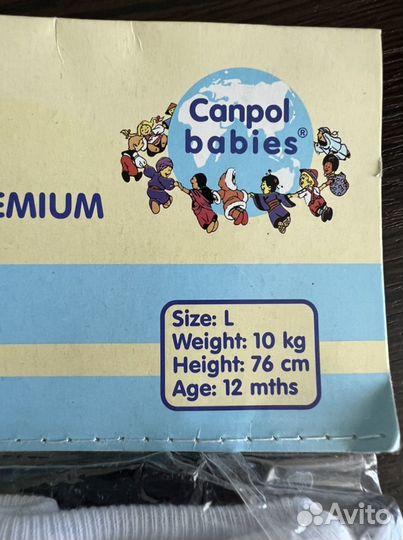 Canpol
babies®
EMIUM
Size: L
Weight: 10 kg
Height: 76 cm
Age: 12 mths
Avito